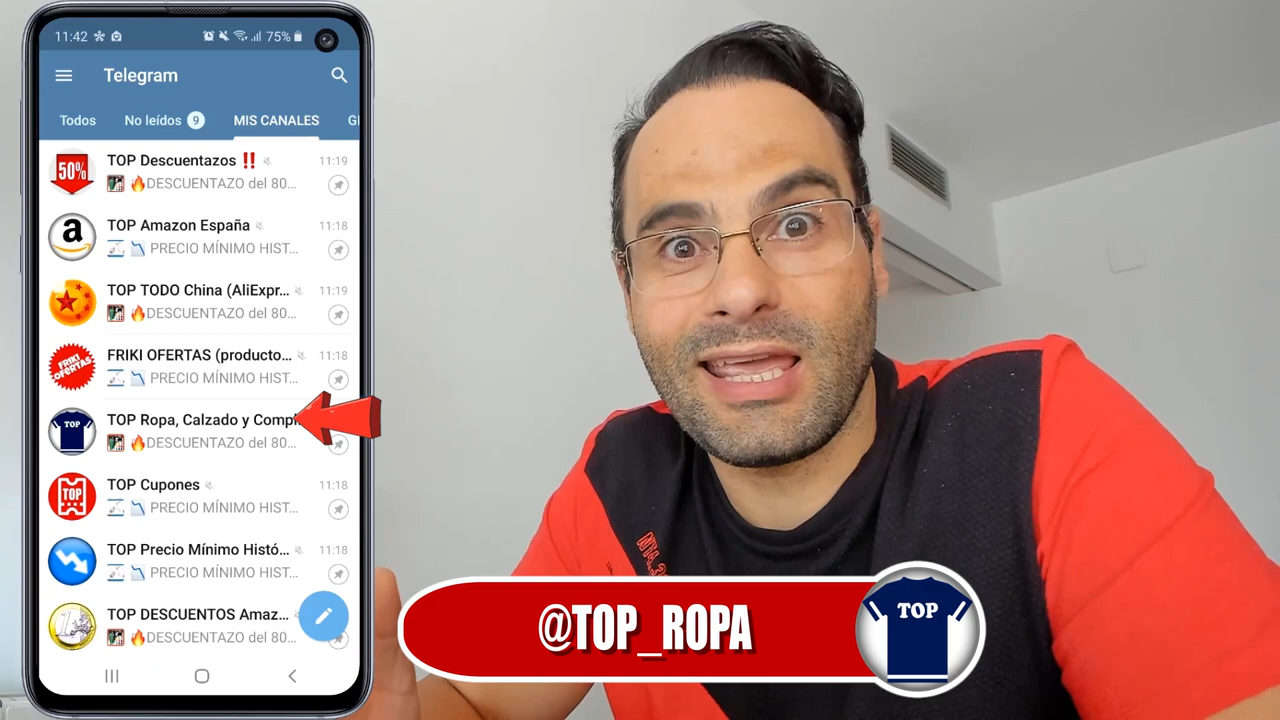 11:42
75%
Telegram
Todos
No leídos 9
MIS CANALES
50%
TOP Descuentazos ‼️
11:19
🔥DESCUENTAZO del 80...
a
TOP Amazon España
11:18
PRECIO MÍNIMO HIST...
TOP TODO China (AliExpr...
11:19
🔥DESCUENTAZO del 80...
FRIKI OFERTAS
FRIKI OFERTAS (producto...
11:18
PRECIO MÍNIMO HIST...
TOP
TOP Ropa, Calzado y Compl
🔥DESCUENTAZO del 80...
TOP
TOP Cupones
11:18
PRECIO MÍNIMO HIST...
TOP Precio Mínimo Histó...
11:18
PRECIO MÍNIMO HIST...
TOP DESCUENTOS Amaz...
🔥DESCUENTAZO del 80...
@TOP_ROPA
TOP